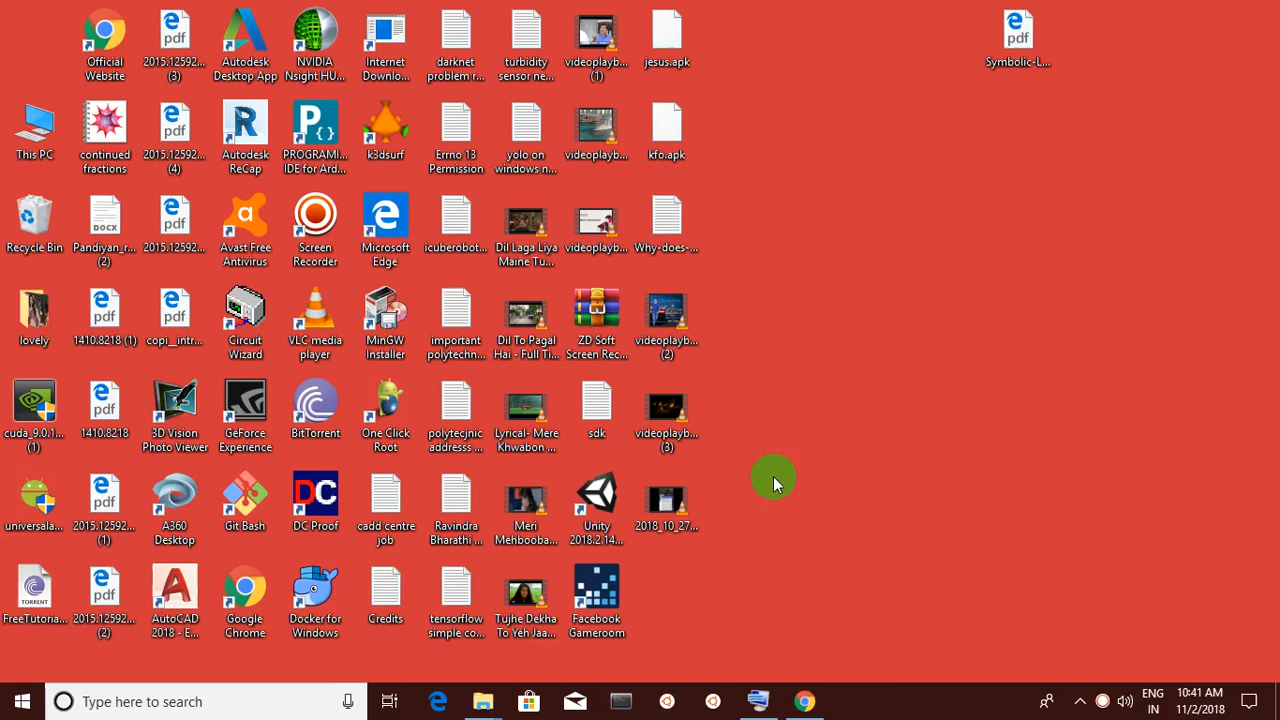 Official
Website
2015.12592...
(3)
Autodesk
Desktop App
NVIDIA
Nsight HU...
Internet
Downlo...
darknet
problem r...
turbidity
sensor ne...
videoplayb...
(1)
jesus.apk
Symbolic-L...
This PC
continued
fractions
2015.12592...
(4)
Autodesk
ReCap
PROGRAMI...
IDE for Ard...
k3dsurf
Errno 13
Permission
yolo on
windows n...
videoplayb...
kfo.apk
Recycle Bin
Pandiyan_r...
(2)
2015.12592...
Avast Free
Antivirus
Screen
Recorder
Microsoft
Edge
icuberobot...
Dil Laga Liya
Maine Tu...
videoplayb...
Why-does-...
lovely
1410.8218 (1)
copi__intr...
Circuit
Wizard
VLC media
player
MinGW
Installer
important
polytechn...
Dil To Pagal
Hai - Full Ti...
ZD Soft
Screen Rec...
videoplayb...
(2)
cuda_9.0.1...
(1)
1410.8218
3D Vision
Photo Viewer
GeForce
Experience
BitTorrent
One Click
Root
polytecjnic
addresss ...
Lyrical- Mere
Khwabon ...
sdk
videoplayb...
(3)
universala...
2015.12592...
(1)
A360
Desktop
Git Bash
DC Proof
cadd centre
job
Ravindra
Bharathi ...
Meri
Mehbooba...
Unity
2018.2.14...
2018_10_27...
FreeTutoria...
2015.12592...
(2)
AutoCAD
2018 - E...
Google
Chrome
Docker for
Windows
Credits
tensorflow
simple co...
Tujhe Dekha
To Yeh Jaa...
Facebook
Gameroom
Type here to search
ENG
IN
10:41 AM
11/2/2018